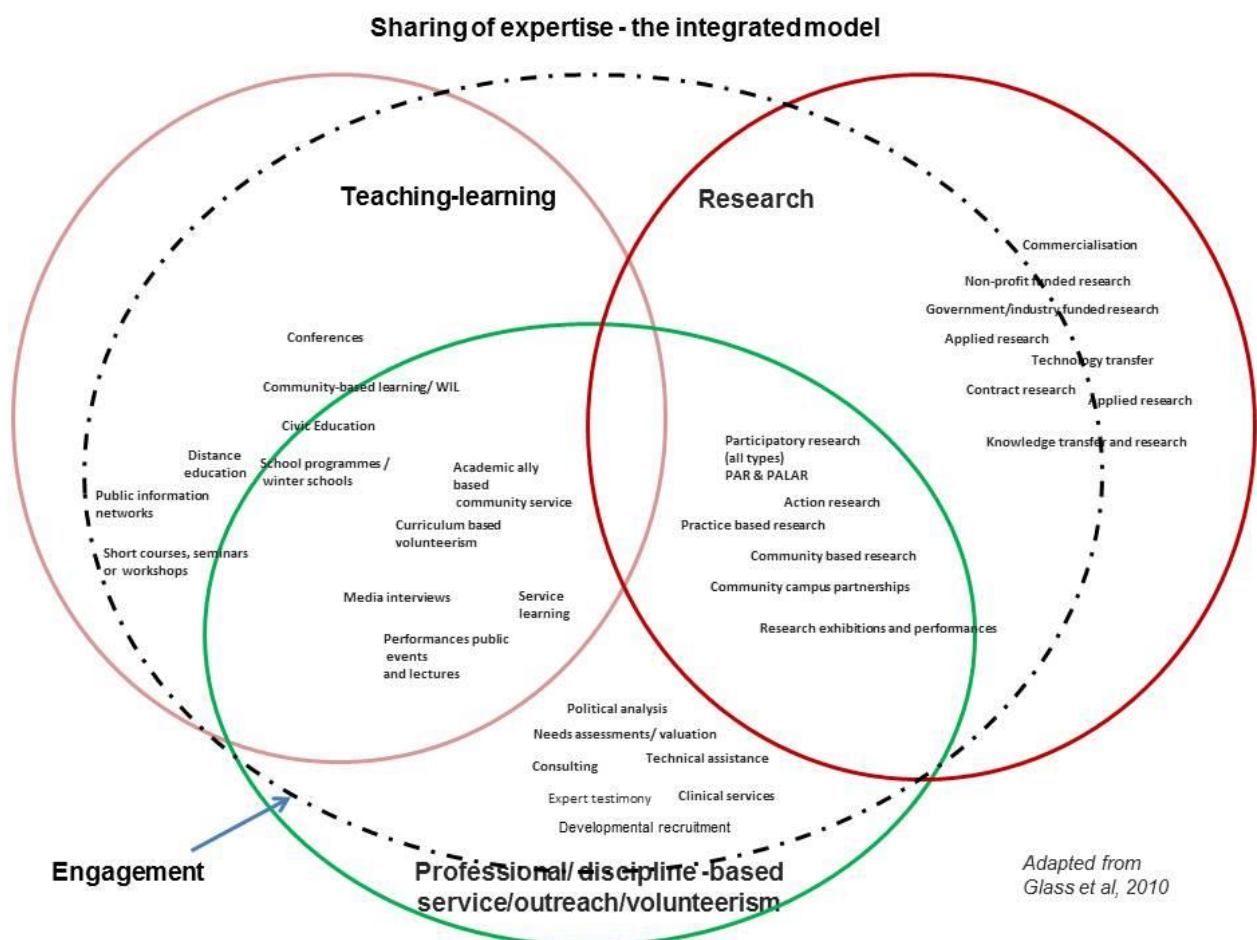 Sharing of expertise - the integrated model
Teaching-learning
Research
Commercialisation
Non-profit funded research
Government/industry funded research
Applied research
Technology transfer
Contract research
Applied research
Knowledge transfer and research
Conferences
Community-based learning/ WIL
Civic Education
Distance
education
School programmes /
winter schools
Public information
networks
Short courses, seminars
or workshops
Academic ally
based
community service
Curriculum based
volunteerism
Media interviews
Service
learning
Performances public
events
and lectures
Participatory research
(all types)
PAR & PALAR
Action research
Practice based research
Community based research
Community campus partnerships
Research exhibitions and performances
Political analysis
Needs assessments/ valuation
Consulting
Technical assistance
Expert testimony
Clinical services
Developmental recruitment
Engagement
Professional/ discipline -based
service/outreach/volunteerism
Adapted from
Glass et al, 2010